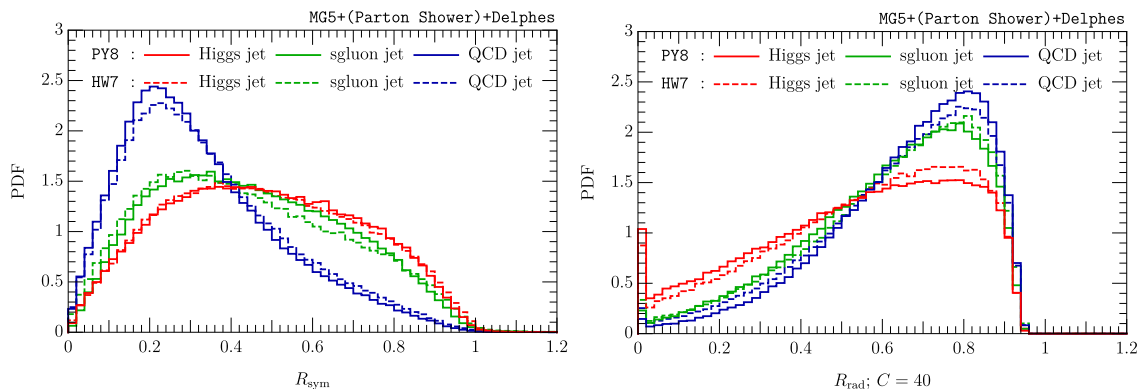 MG5+(Parton Shower)+Delphes
3
2.5
2
1.5
1
0.5
0
PDF
PY8 : Higgs jet sgluon jet QCD jet
HW7 : Higgs jet sgluon jet QCD jet
0 0.2 0.4 0.6 0.8 1 1.2
R_sym
MG5+(Parton Shower)+Delphes
3
2.5
2
1.5
1
0.5
0
PDF
PY8 : Higgs jet sgluon jet QCD jet
HW7 : Higgs jet sgluon jet QCD jet
0 0.2 0.4 0.6 0.8 1 1.2
R_rad; C = 40